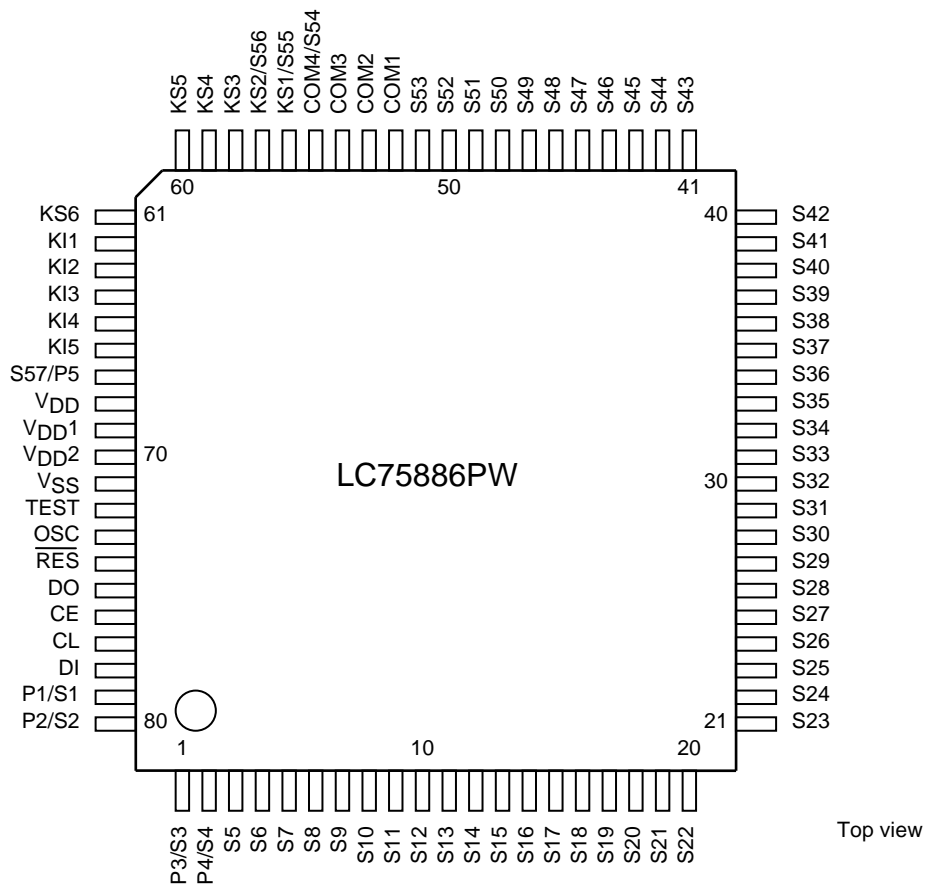 KS5
KS4
KS3
KS2/S56
KS1/S55
COM4/S54
COM3
COM2
COM1
S53
S52
S51
S50
S49
S48
S47
S46
S45
S44
S43
60
50
41
KS6
61
40
S42
KI1
S41
KI2
S40
KI3
S39
KI4
S38
KI5
S37
S57/P5
S36
VDD
S35
VDD1
S34
VDD2
70
S33
LC75886PW
VSS
30
S32
TEST
S31
OSC
S30
RES
S29
DO
S28
CE
S27
CL
S26
DI
S25
P1/S1
S24
P2/S2
80
21
S23
1
10
20
P3/S3
P4/S4
S5
S6
S7
S8
S9
S10
S11
S12
S13
S14
S15
S16
S17
S18
S19
S20
S21
S22
Top view